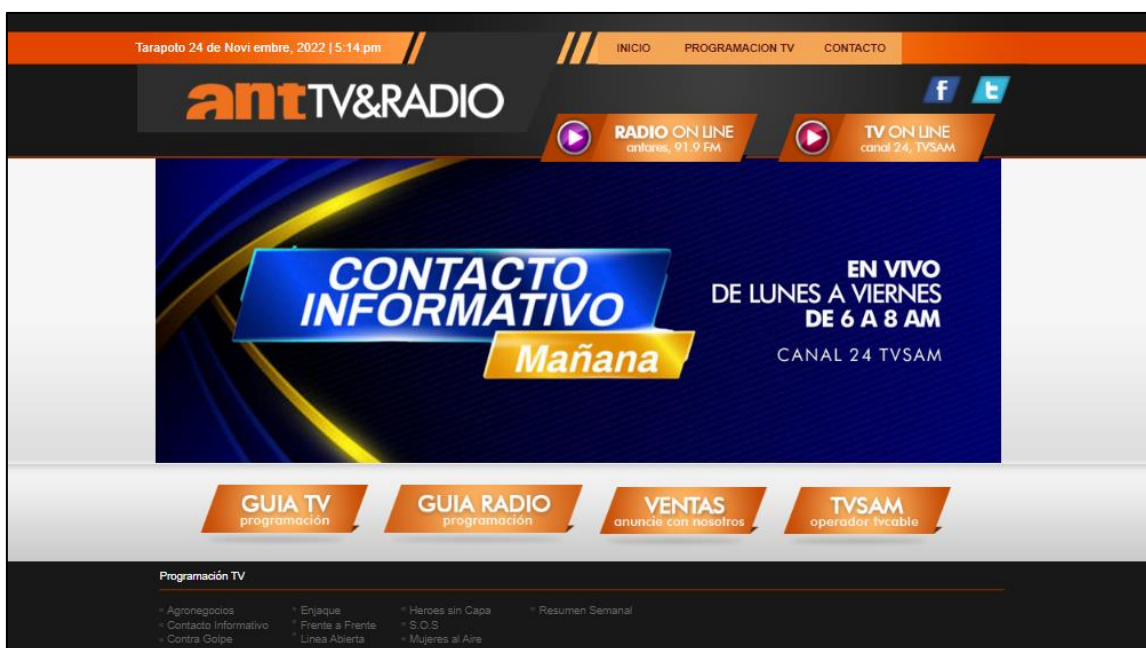 Tarapoto 24 de Novi embre, 2022 | 5:14:pm
INICIO PROGRAMACION TV CONTACTO
antTV&RADIO
f t
RADIO ON LINE
antares, 91.9 FM
TV ON LINE
canal 24, TVSAM
CONTACTO
INFORMATIVO
Mañana
EN VIVO
DE LUNES A VIERNES
DE 6 A 8 AM
CANAL 24 TVSAM
GUIA TV
programación
GUIA RADIO
programación
VENTAS
anuncie con nosotros
TVSAM
operador tvcable
Programación TV
Agronegocios Enjaque Heroes sin Capa Resumen Semanal
Contacto Informativo Frente a Frente S.O.S
Contra Golpe Linea Abierta Mujeres al Aire